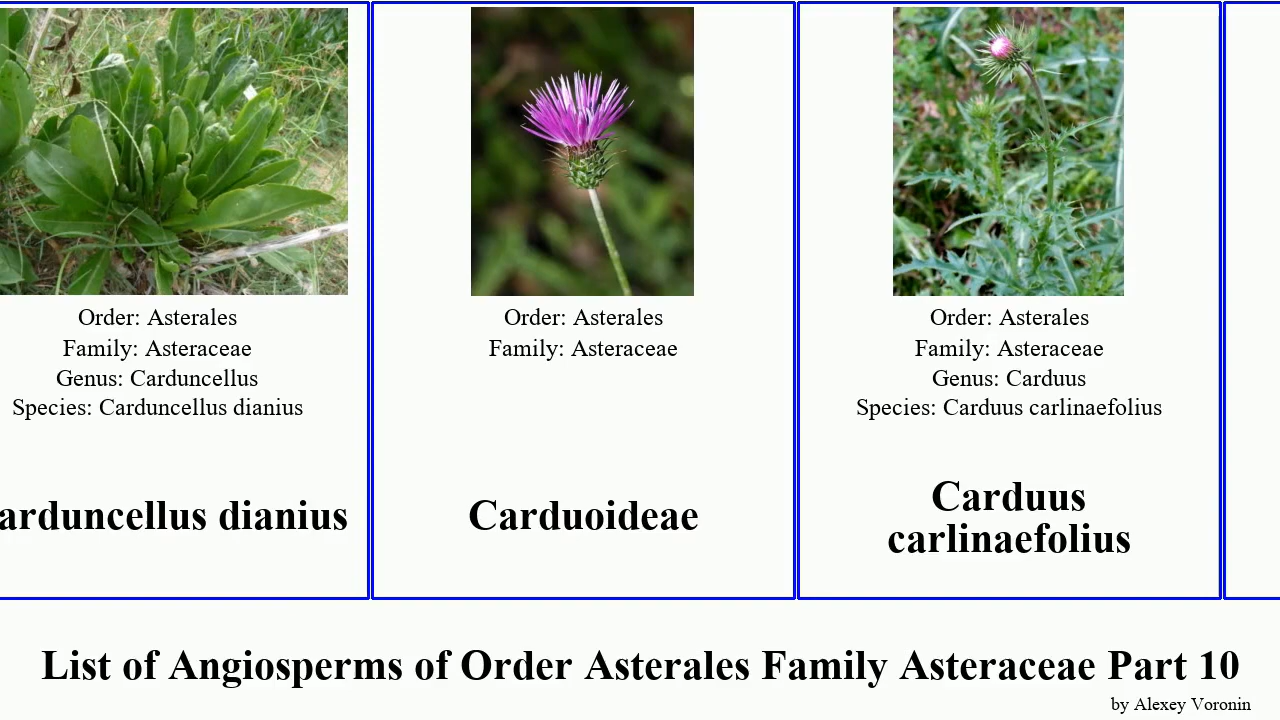 Order: Asterales
Family: Asteraceae
Genus: Carduncellus
Species: Carduncellus dianius
arduncellus dianius
Order: Asterales
Family: Asteraceae
Carduoideae
Order: Asterales
Family: Asteraceae
Genus: Carduus
Species: Carduus carlinaefolius
Carduus
carlinaefolius
List of Angiosperms of Order Asterales Family Asteraceae Part 10
by Alexey Voronin